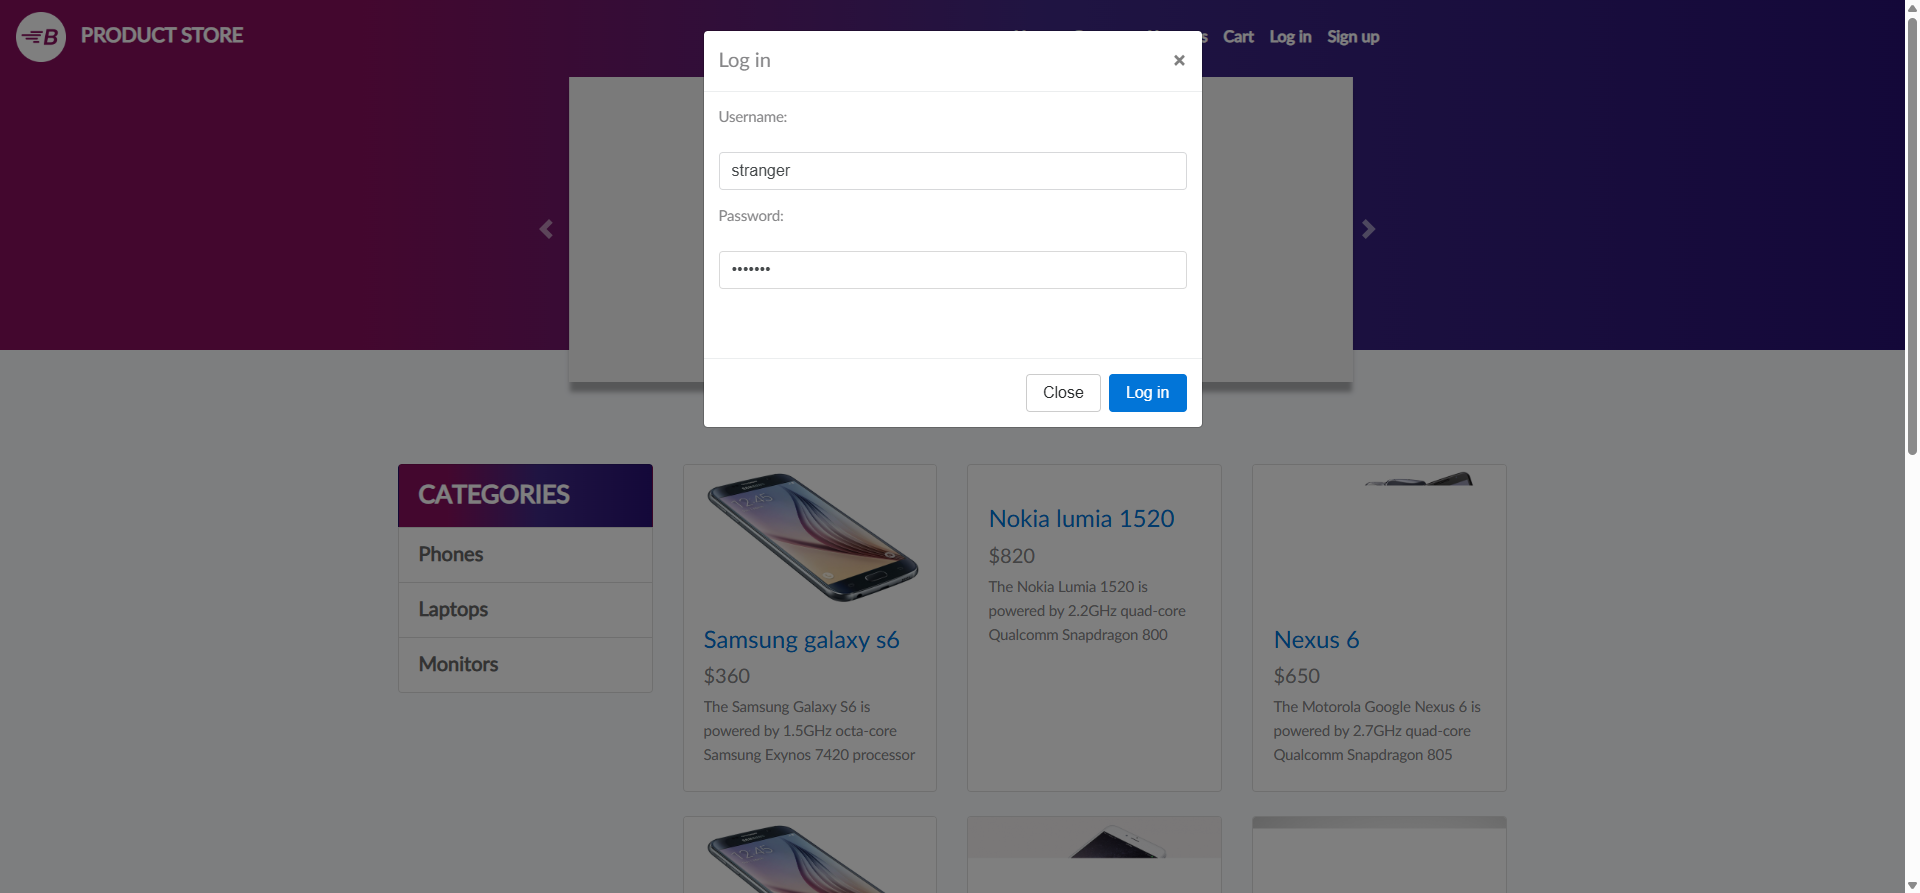 B PRODUCT STORE
Cart Log in Sign up
Log in ×
Username:
stranger
Password:
•••••••
Close Log in
CATEGORIES
Phones
Laptops
Monitors
Samsung galaxy s6
$360
The Samsung Galaxy S6 is
powered by 1.5GHz octa-core
Samsung Exynos 7420 processor
Nokia lumia 1520
$820
The Nokia Lumia 1520 is
powered by 2.2GHz quad-core
Qualcomm Snapdragon 800
Nexus 6
$650
The Motorola Google Nexus 6 is
powered by 2.7GHz quad-core
Qualcomm Snapdragon 805